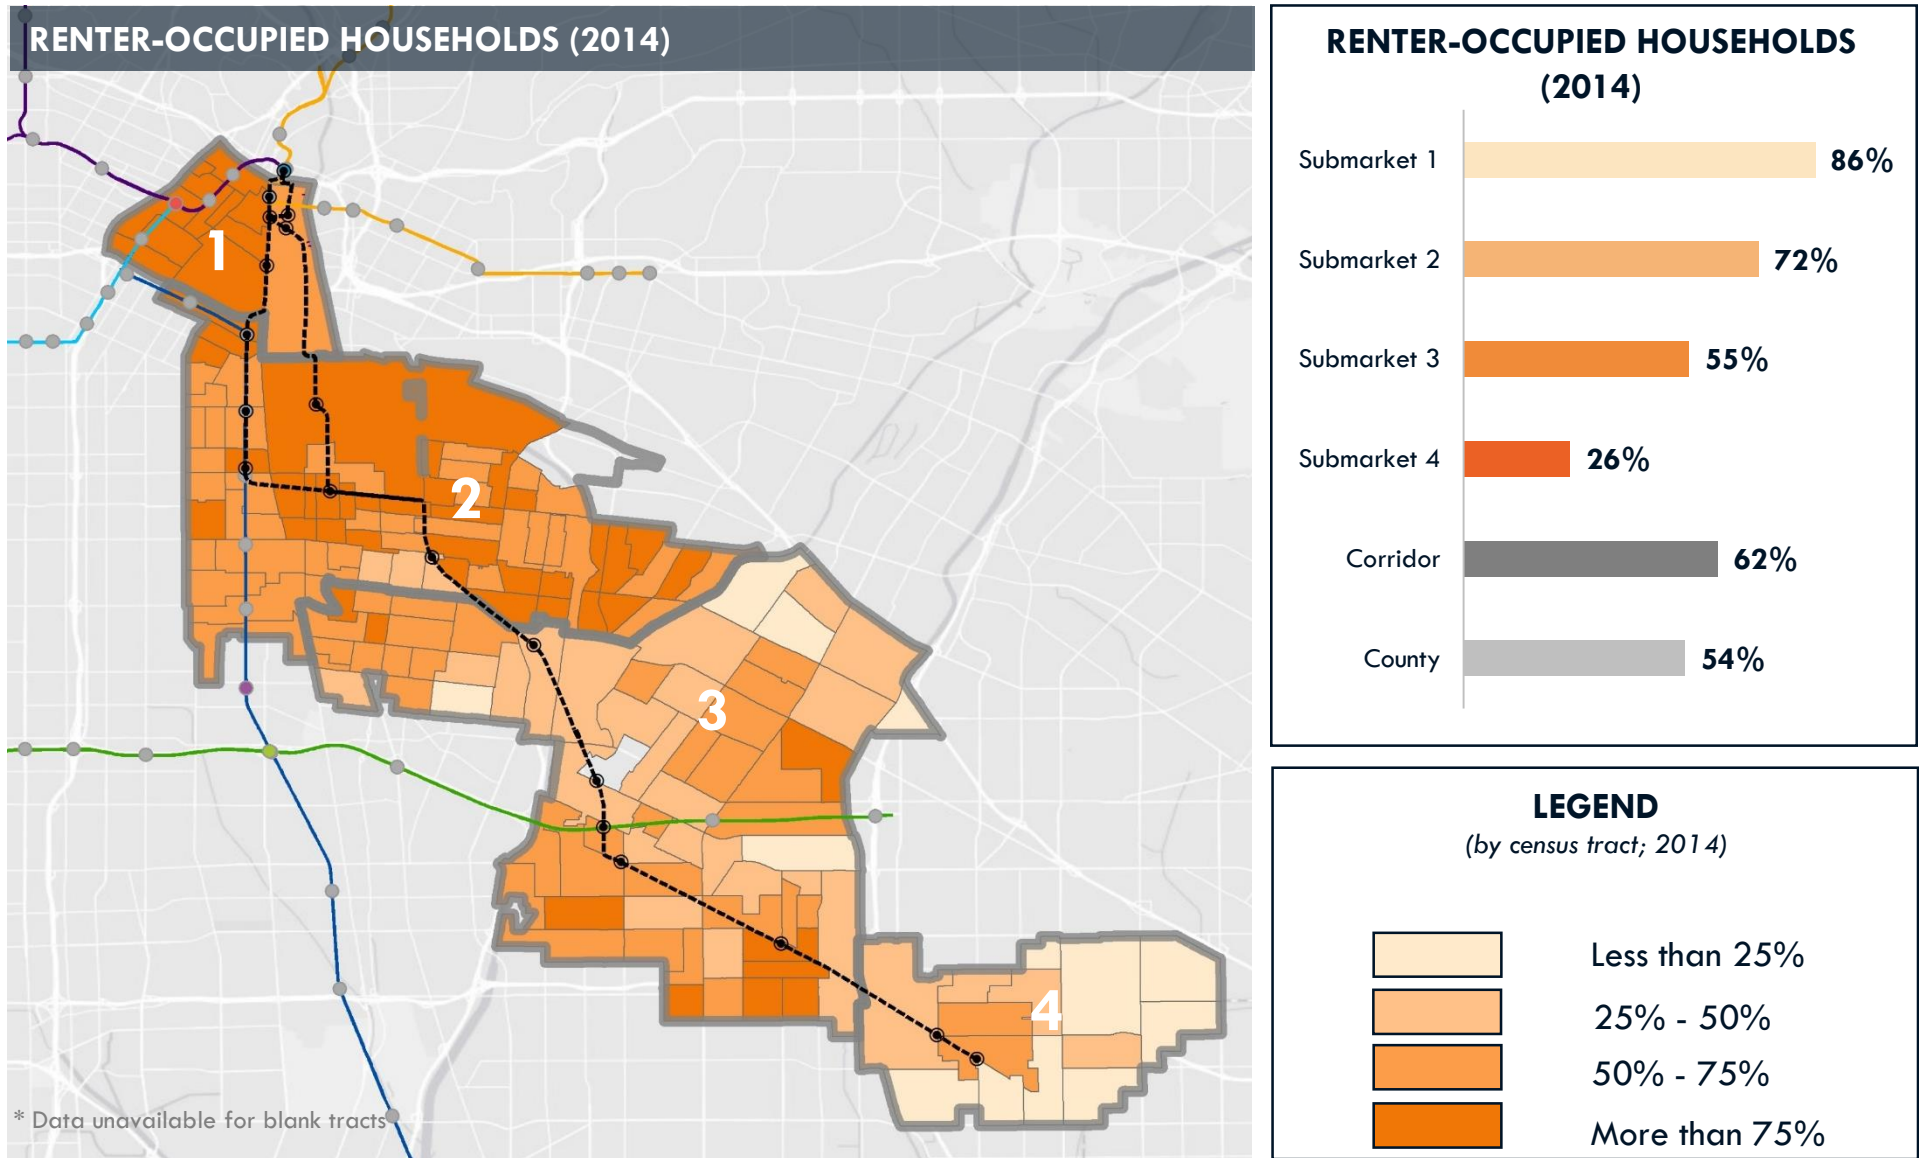 RENTER-OCCUPIED HOUSEHOLDS (2014)
1
2
3
4
* Data unavailable for blank tracts
RENTER-OCCUPIED HOUSEHOLDS
(2014)
Submarket 1 86%
Submarket 2 72%
Submarket 3 55%
Submarket 4 26%
Corridor 62%
County 54%
LEGEND
(by census tract; 2014)
Less than 25%
25% - 50%
50% - 75%
More than 75%